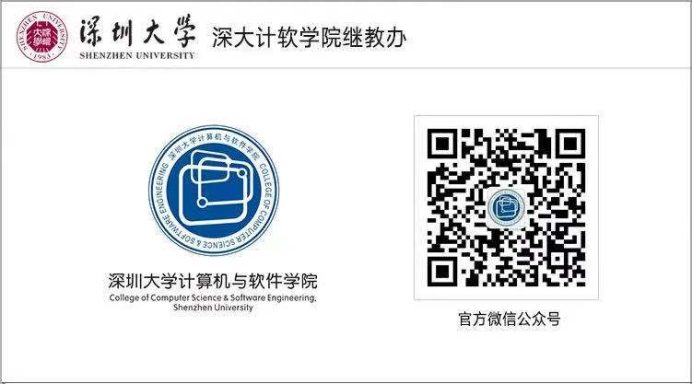 深圳大学
SHENZHEN UNIVERSITY
深大计软学院继教办
1983
深圳大学计算机与软件学院
COLLEGE OF COMPUTER SCIENCE & SOFTWARE ENGINEERING
深圳大学计算机与软件学院
College of Computer Science & Software Engineering,
Shenzhen University
官方微信公众号